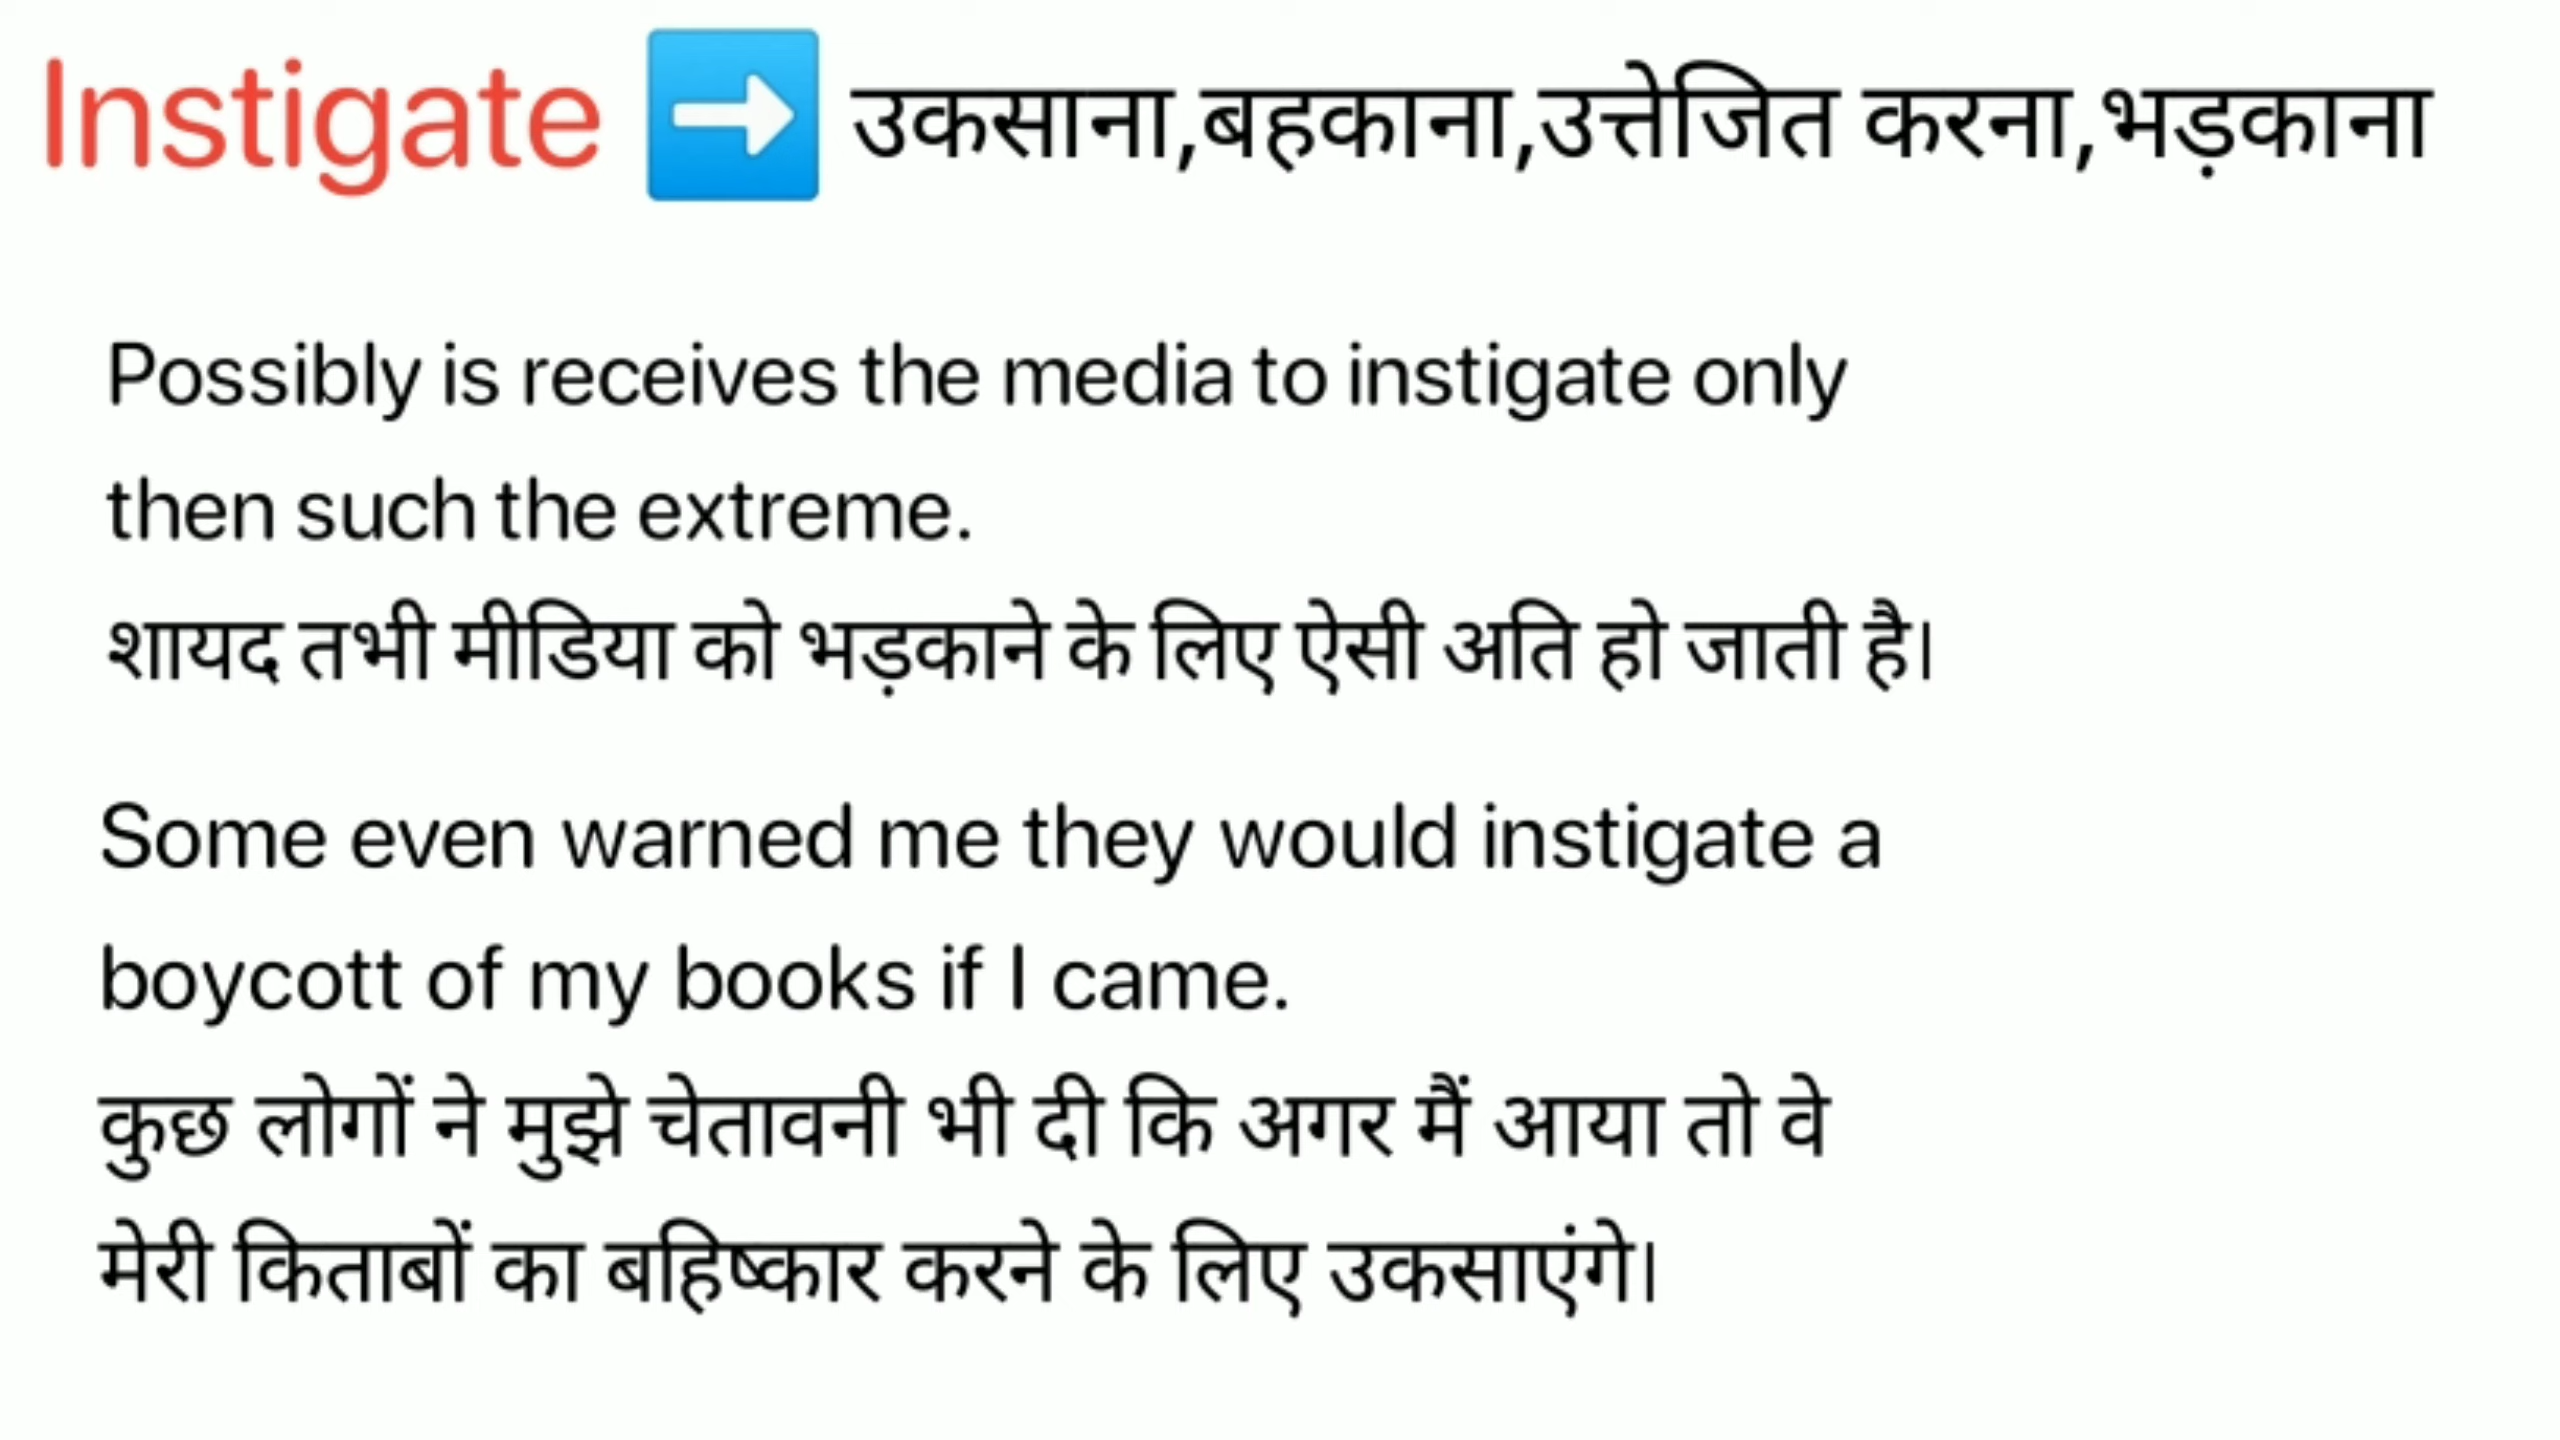 Instigate ➡️ उकसाना,बहकाना,उत्तेजित करना,भड़काना
Possibly is receives the media to instigate only
then such the extreme.
शायद तभी मीडिया को भड़काने के लिए ऐसी अति हो जाती है।
Some even warned me they would instigate a
boycott of my books if I came.
कुछ लोगों ने मुझे चेतावनी भी दी कि अगर मैं आया तो वे
मेरी किताबों का बहिष्कार करने के लिए उकसाएंगे।